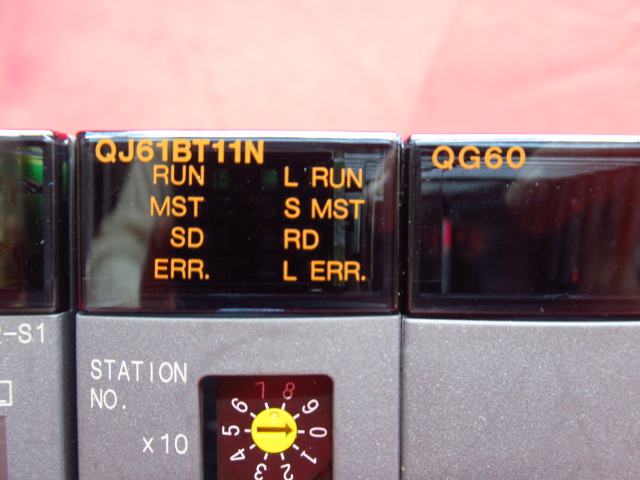 QJ61BT11N
RUN L RUN
MST S MST
SD RD
ERR. L ERR.
QG60
-S1
STATION
NO.
x10
7 8 9 0 1 2 3 4 5 6